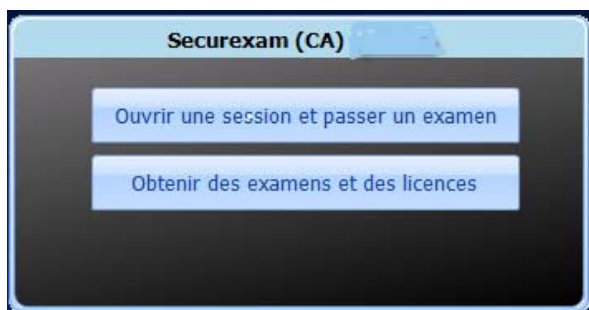 Securexam (CA)
Ouvrir une session et passer un examen
Obtenir des examens et des licences